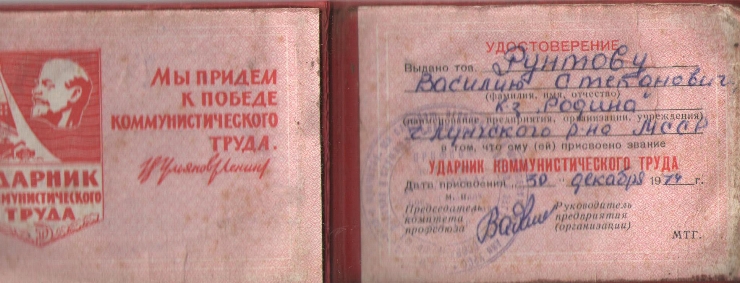 Мы придем
к победе
коммунистического
труда.
В. Ульянов (Ленин)
УДАРНИК
КОММУНИСТИЧЕСКОГО
ТРУДА
УДОСТОВЕРЕНИЕ
Выдано тов. Рунтову
Василию Степановичу
(фамилия, имя, отчество)
кз Родина
(наименование предприятия, организации, учреждения)
р-на МССР
в том, что ему (ей) присвоено звание
УДАРНИК КОММУНИСТИЧЕСКОГО ТРУДА
Дата присвоения „30 декабря 1974 г.
м. п.
Председатель
комитета
профсоюза
Руководитель
предприятия
(организации)
МТГ.